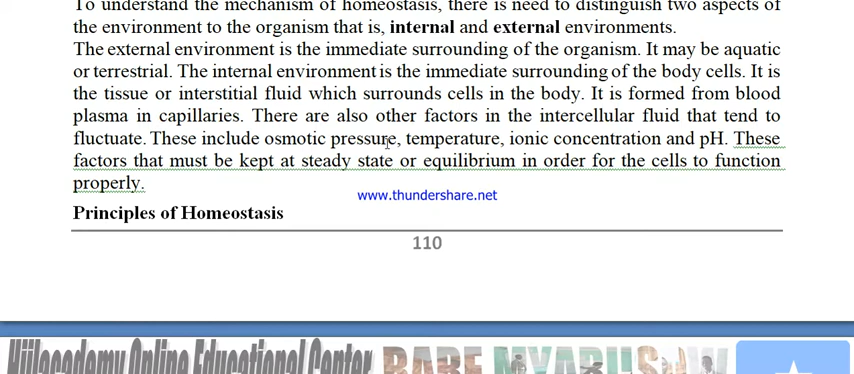 To understand the mechanism of homeostasis, there is need to distinguish two aspects of
the environment to the organism that is, internal and external environments.
The external environment is the immediate surrounding of the organism. It may be aquatic
or terrestrial. The internal environment is the immediate surrounding of the body cells. It is
the tissue or interstitial fluid which surrounds cells in the body. It is formed from blood
plasma in capillaries. There are also other factors in the intercellular fluid that tend to
fluctuate. These include osmotic pressure, temperature, ionic concentration and pH. These
factors that must be kept at steady state or equilibrium in order for the cells to function
properly.
www.thundershare.net
Principles of Homeostasis
110
Hiilacademy Online Educational Center